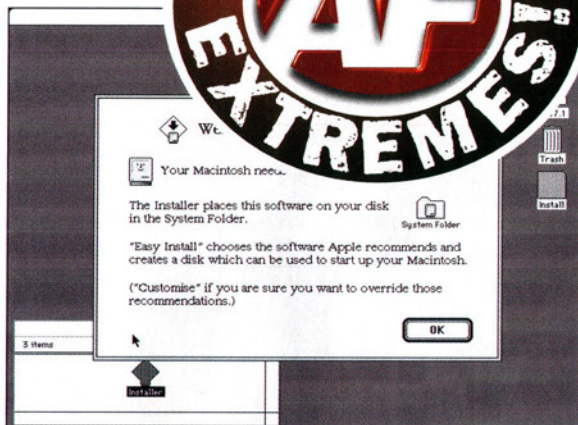 AF
EXTREMES!
We
7.1
Your Macintosh
Trash
The Installer places this software on your disk
in the System Folder.
System Folder
Install
"Easy Install" chooses the software Apple recommends and
creates a disk which can be used to start up your Macintosh.
("Customise" if you are sure you want to override those
recommendations.)
OK
3 items
Installer